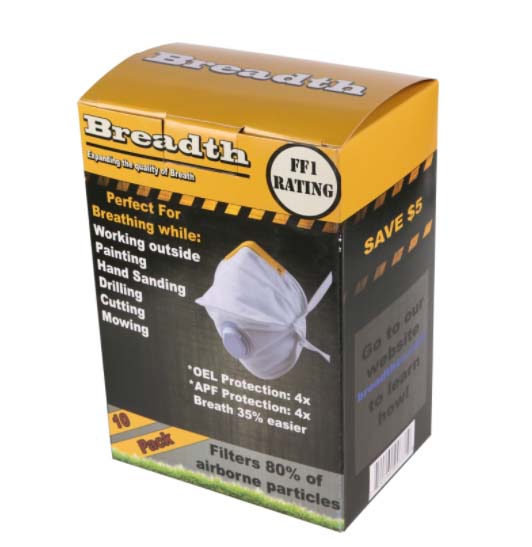 Breadth
Breadth
Expanding the quality of Breath
FF1
RATING
Perfect For
Breathing while:
Working outside
Painting
Hand Sanding
Drilling
Cutting
Mowing
*OEL Protection: 4x
*APF Protection: 4x
Breath 35% easier
10
Pack
Filters 80% of
airborne particles
SAVE $5
Go to our
website
to learn
how!